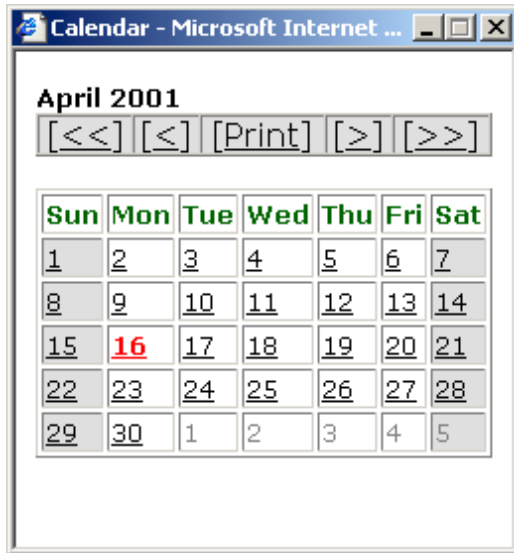 Calendar - Microsoft Internet ...
April 2001
[<<] [<] [Print] [>] [>>]
Sun Mon Tue Wed Thu Fri Sat
1 2 3 4 5 6 7
8 9 10 11 12 13 14
15 16 17 18 19 20 21
22 23 24 25 26 27 28
29 30 1 2 3 4 5